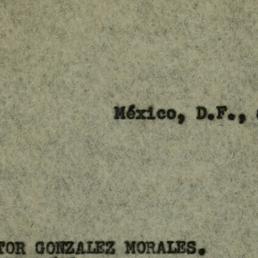 México, D.F.,
TOR GONZALEZ MORALES.